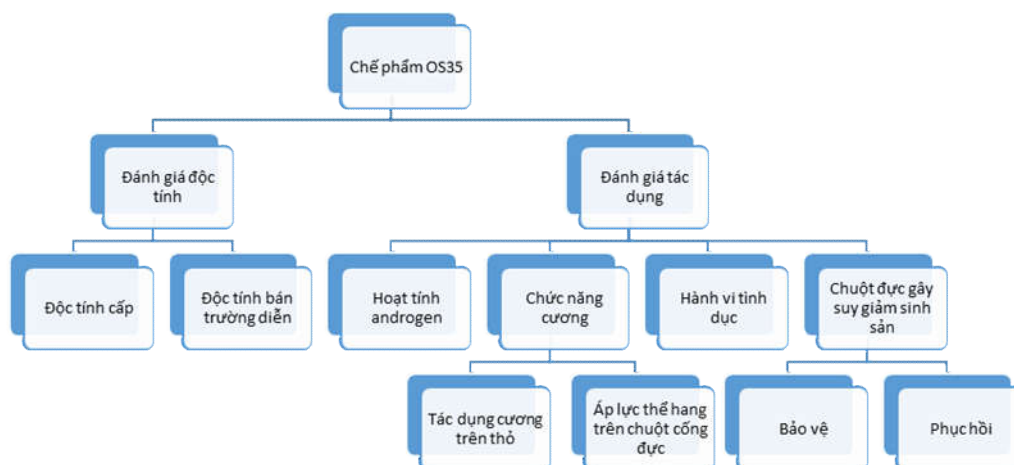 Chế phẩm OS35
Đánh giá độc
tính
Đánh giá tác
dụng
Độc tính cấp
Độc tính bán
trường diễn
Hoạt tính
androgen
Chức năng
cương
Hành vi tình
dục
Chuột đực gây
suy giảm sinh
sản
Tác dụng cương
trên thỏ
Áp lực thể hang
trên chuột cống
đực
Bảo vệ
Phục hồi